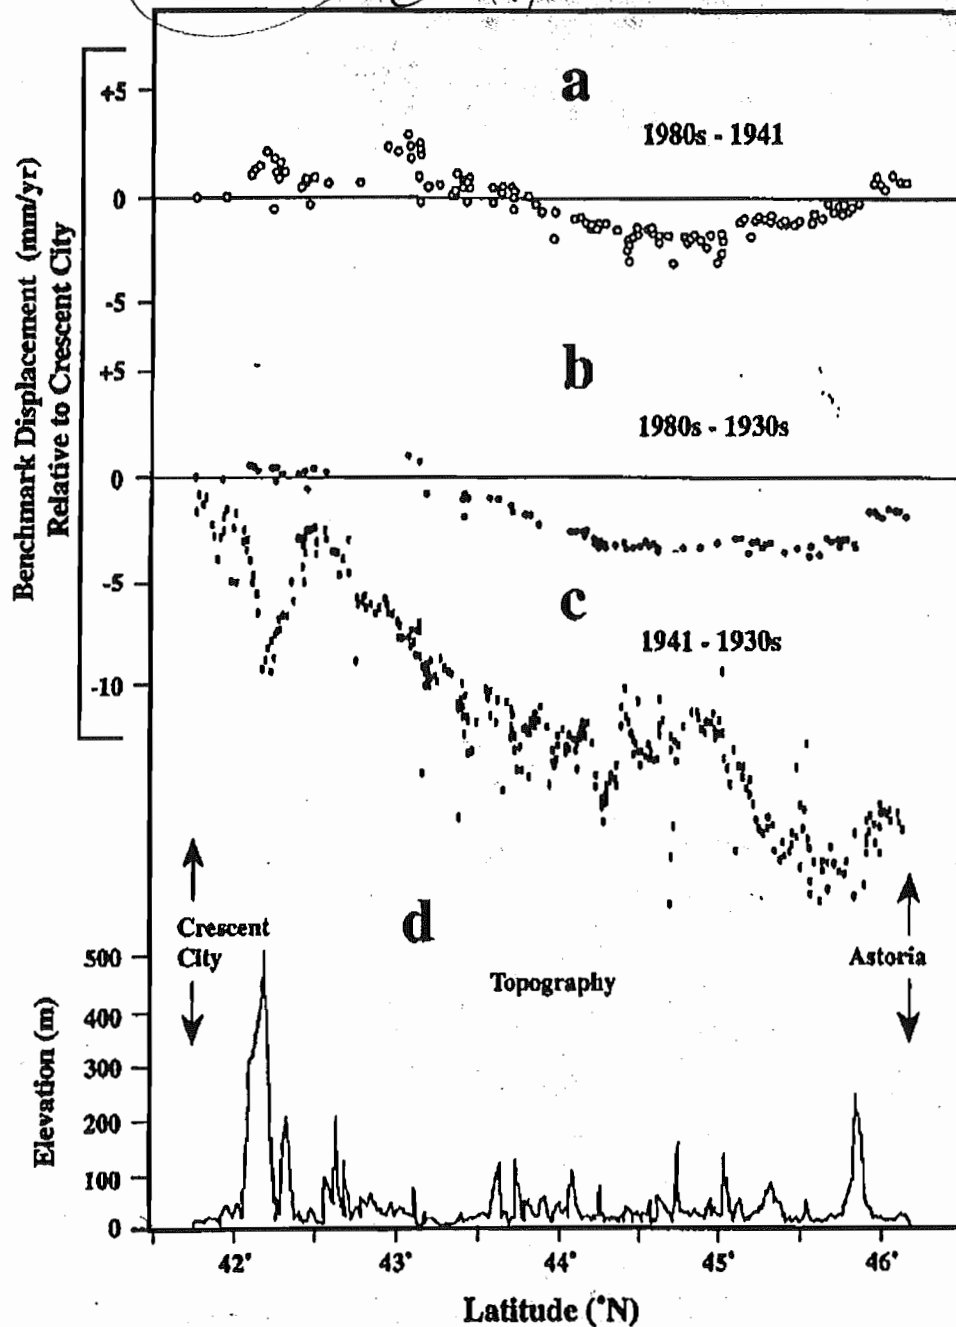 a
1980s - 1941
+5
0
-5
b
1980s - 1930s
+5
0
-5
-10
c
1941 - 1930s
Benchmark Displacement (mm/yr)
Relative to Crescent City
d
Crescent
City
Astoria
Topography
500
400
300
200
100
0
Elevation (m)
42° 43° 44° 45° 46°
Latitude (°N)